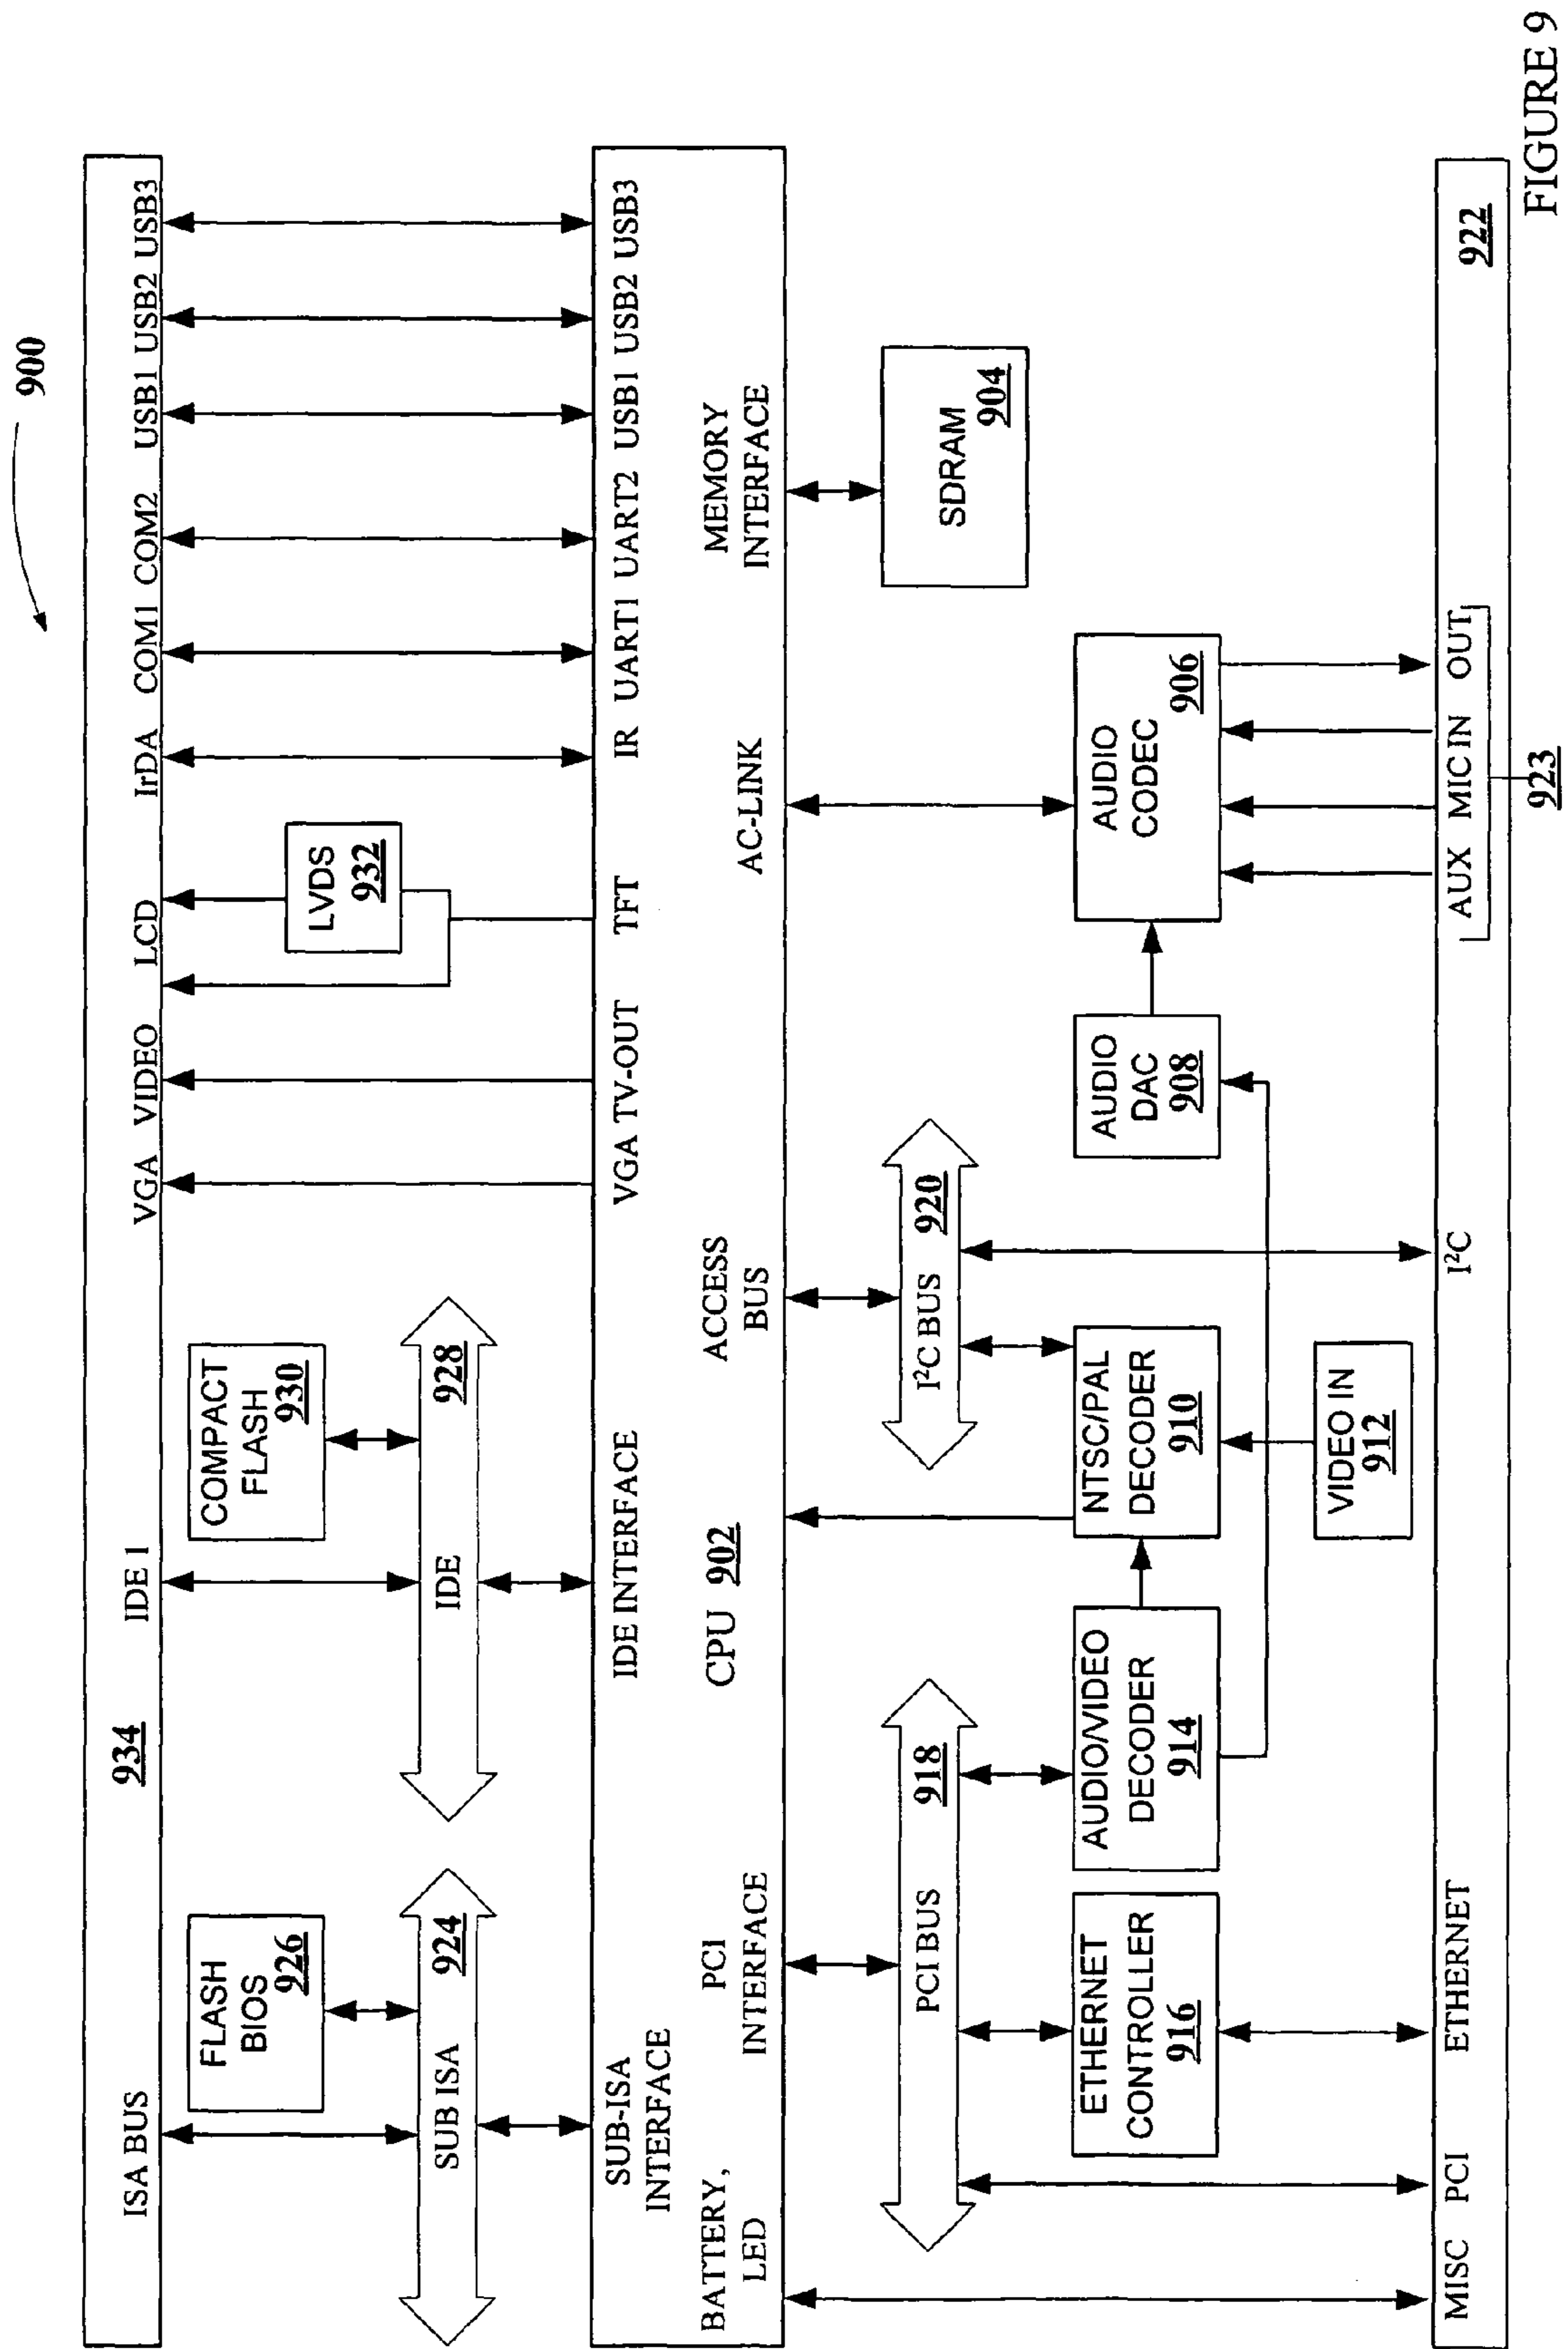 900
934
ISA BUS
IDE 1
VGA
VIDEO
LCD
IrDA
COM1
COM2
USB1
USB2
USB3
FLASH
BIOS
926
COMPACT
FLASH
930
LVDS
932
SUB ISA
924
IDE
928
SUB-ISA
INTERFACE
IDE INTERFACE
VGA
TV-OUT
TFT
IR
UART1
UART2
USB1
USB2
USB3
CPU 902
BATTERY,
LED
PCI
INTERFACE
ACCESS
BUS
AC-LINK
MEMORY
INTERFACE
PCI BUS
918
I²C BUS
920
SDRAM
904
ETHERNET
CONTROLLER
916
AUDIO/VIDEO
DECODER
914
NTSC/PAL
DECODER
910
AUDIO
DAC
908
AUDIO
CODEC
906
VIDEO IN
912
MISC
PCI
ETHERNET
I²C
AUX
MIC
IN
OUT
922
923
FIGURE 9